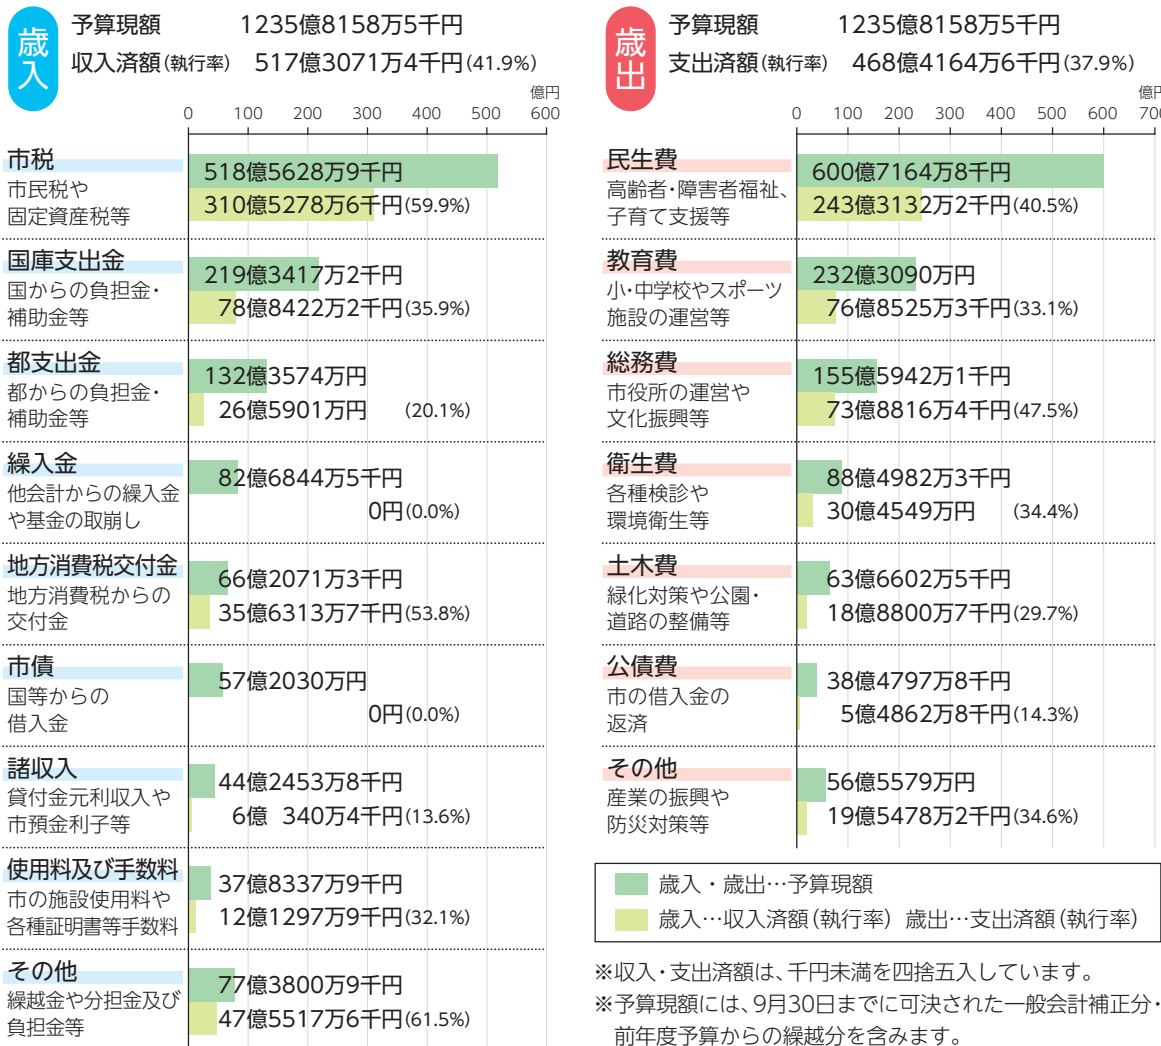 歳入
予算現額 1235億8158万5千円
収入済額(執行率) 517億3071万4千円(41.9%)
億円
0 100 200 300 400 500 600
市税
市民税や
固定資産税等
518億5628万9千円
310億5278万6千円(59.9%)
国庫支出金
国からの負担金・
補助金等
219億3417万2千円
78億8422万2千円(35.9%)
都支出金
都からの負担金・
補助金等
132億3574万円
26億5901万円 (20.1%)
繰入金
他会計からの繰入金
や基金の取崩し
82億6844万5千円
0円(0.0%)
地方消費税交付金
地方消費税からの
交付金
66億2071万3千円
35億6313万7千円(53.8%)
市債
国等からの
借入金
57億2030万円
0円(0.0%)
諸収入
貸付金元利収入や
市預金利子等
44億2453万8千円
6億 340万4千円(13.6%)
使用料及び手数料
市の施設使用料や
各種証明書等手数料
37億8337万9千円
12億1297万9千円(32.1%)
その他
繰越金や分担金及び
負担金等
77億3800万9千円
47億5517万6千円(61.5%)
歳出
予算現額 1235億8158万5千円
支出済額(執行率) 468億4164万6千円(37.9%)
億円
0 100 200 300 400 500 600 700
民生費
高齢者・障害者福祉、
子育て支援等
600億7164万8千円
243億3132万2千円(40.5%)
教育費
小・中学校やスポーツ
施設の運営等
232億3090万円
76億8525万3千円(33.1%)
総務費
市役所の運営や
文化振興等
155億5942万1千円
73億8816万4千円(47.5%)
衛生費
各種検診や
環境衛生等
88億4982万3千円
30億4549万円 (34.4%)
土木費
緑化対策や公園・
道路の整備等
63億6602万5千円
18億8800万7千円(29.7%)
公債費
市の借入金の
返済
38億4797万8千円
5億4862万8千円(14.3%)
その他
産業の振興や
防災対策等
56億5579万円
19億5478万2千円(34.6%)
歳入・歳出…予算現額
歳入…収入済額(執行率) 歳出…支出済額(執行率)
※収入・支出済額は、千円未満を四捨五入しています。
※予算現額には、9月30日までに可決された一般会計補正分・
前年度予算からの繰越分を含みます。